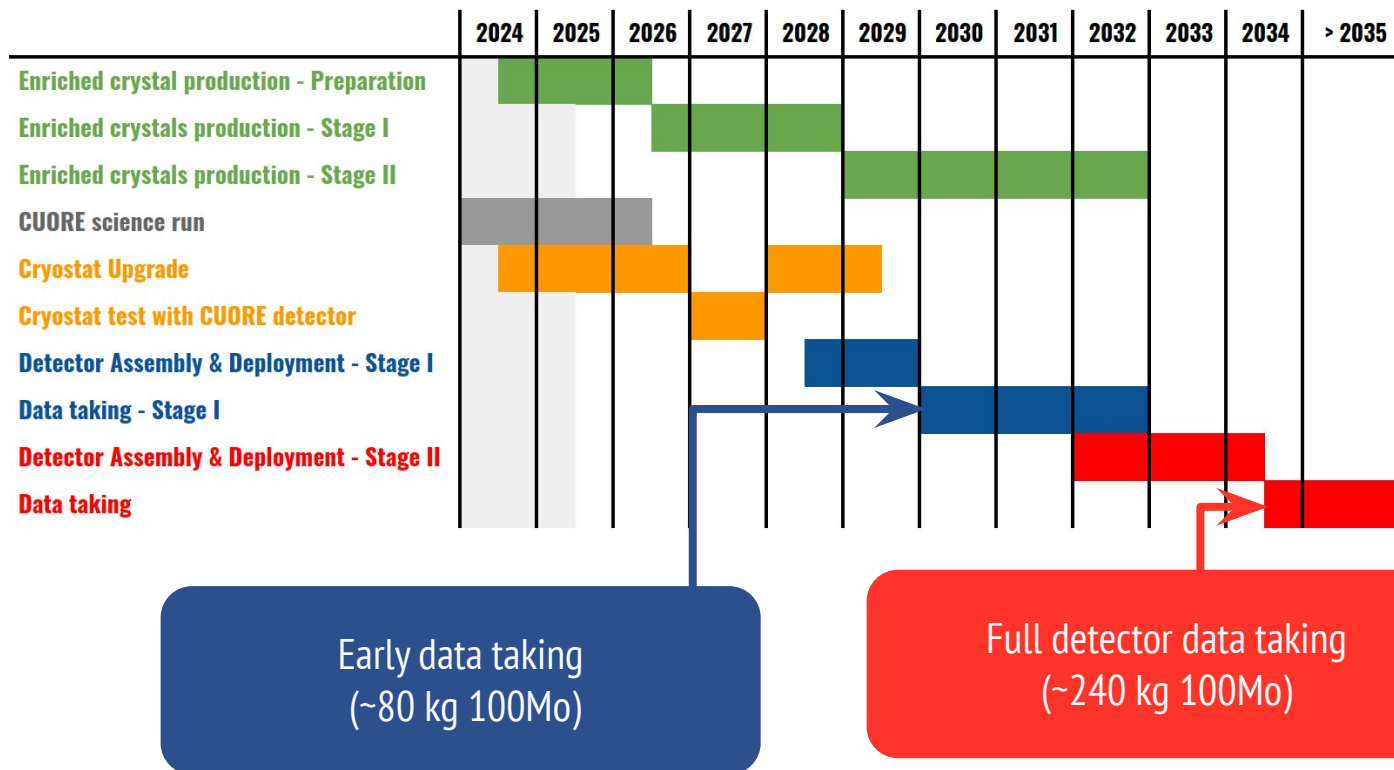 2024 2025 2026 2027 2028 2029 2030 2031 2032 2033 2034 > 2035
Enriched crystal production - Preparation
Enriched crystals production - Stage I
Enriched crystals production - Stage II
CUORE science run
Cryostat Upgrade
Cryostat test with CUORE detector
Detector Assembly & Deployment - Stage I
Data taking - Stage I
Detector Assembly & Deployment - Stage II
Data taking
Early data taking
(~80 kg 100Mo)
Full detector data taking
(~240 kg 100Mo)